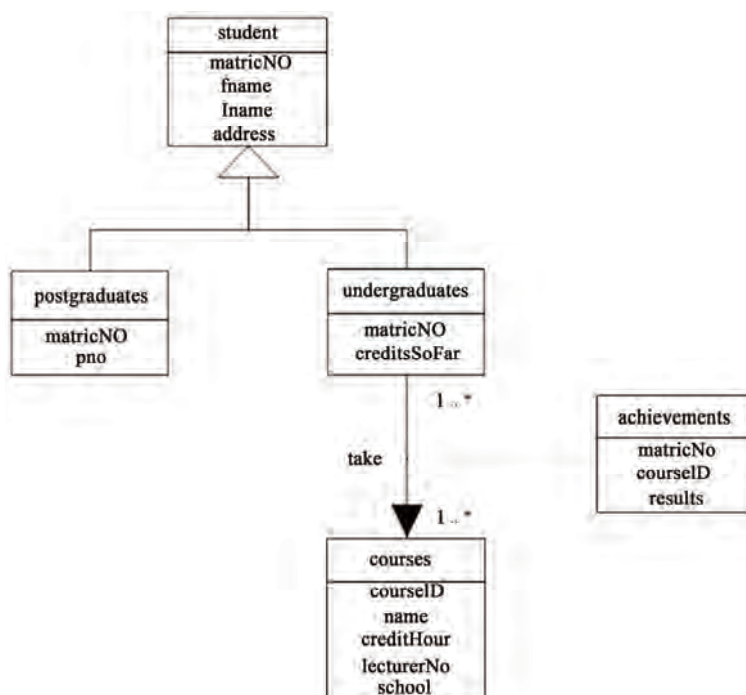 student
matricNO
fname
Iname
address
postgraduates
matricNO
pno
undergraduates
matricNO
creditsSoFar
1 .. *
take
1 .. *
achievements
matricNo
courseID
results
courses
courseID
name
creditHour
lecturerNo
school